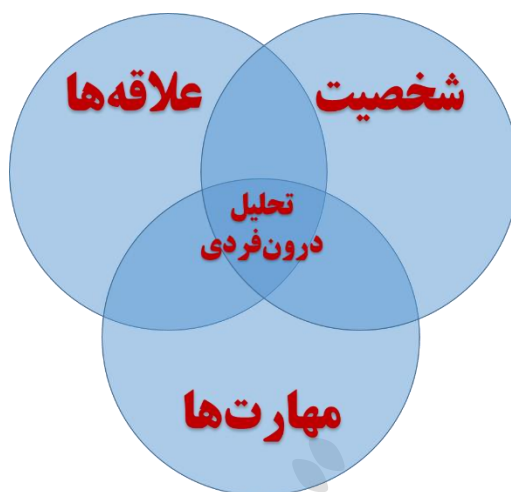 شخصیت
علاقه‌ها
تحلیل
درون‌فردی
مهارت‌ها